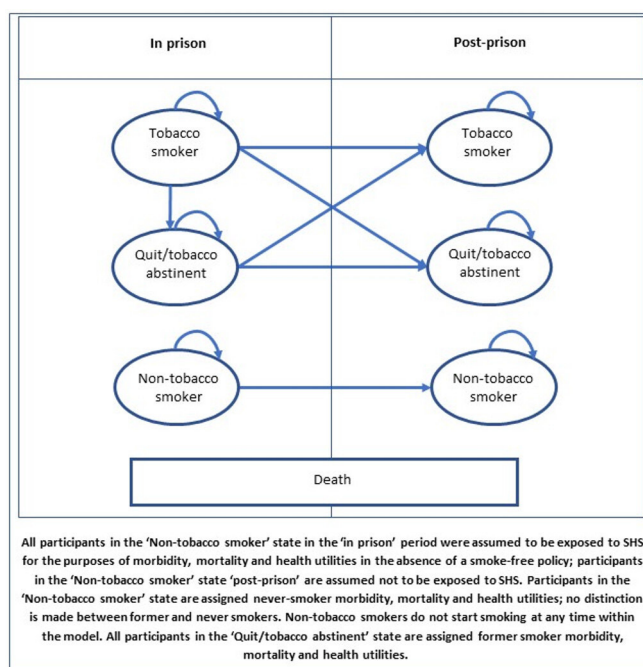 In prison
Post-prison
Tobacco
smoker
Tobacco
smoker
Quit/tobacco
abstinent
Quit/tobacco
abstinent
Non-tobacco
smoker
Non-tobacco
smoker
Death
All participants in the ‘Non-tobacco smoker’ state in the ‘in prison’ period were assumed to be exposed to SHS
for the purposes of morbidity, mortality and health utilities in the absence of a smoke-free policy; participants
in the ‘Non-tobacco smoker’ state ‘post-prison’ are assumed not to be exposed to SHS. Participants in the
‘Non-tobacco smoker’ state are assigned never-smoker morbidity, mortality and health utilities; no distinction
is made between former and never smokers. Non-tobacco smokers do not start smoking at any time within
the model. All participants in the ‘Quit/tobacco abstinent’ state are assigned former smoker morbidity,
mortality and health utilities.